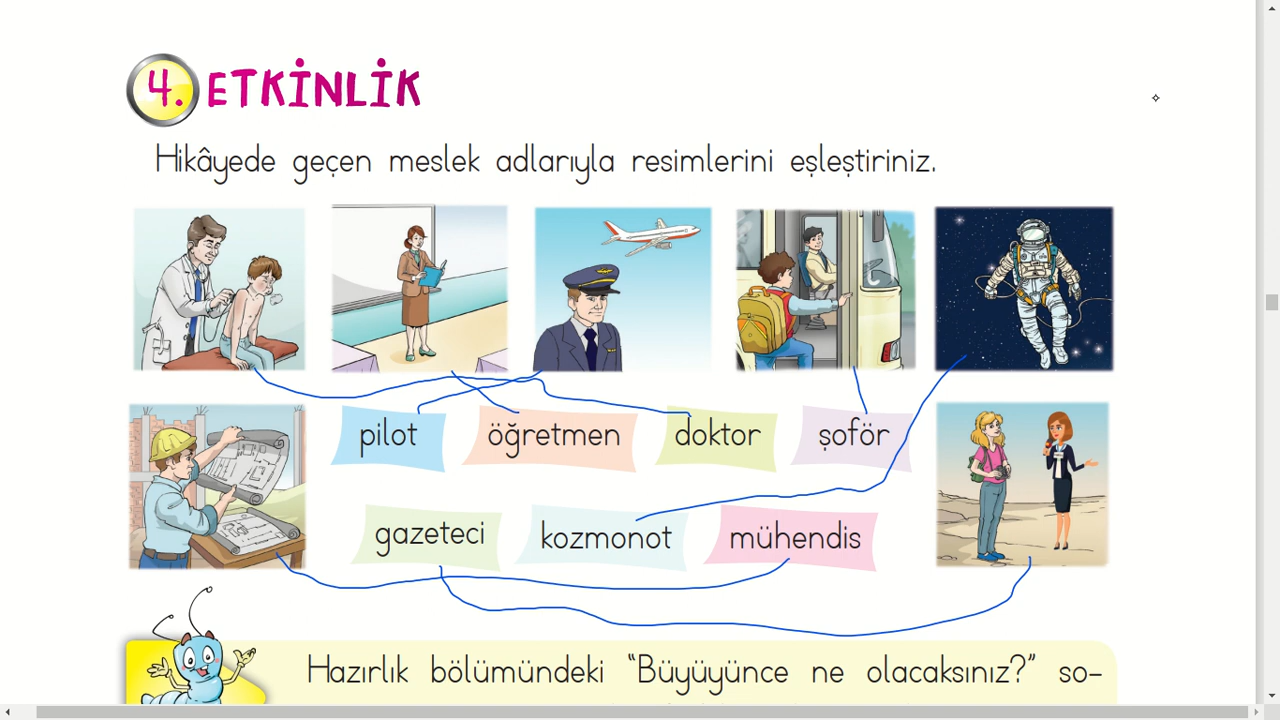 4. ETKİNLİK
Hikâyede geçen meslek adlarıyla resimlerini eşleştiriniz.
pilot öğretmen doktor şoför
gazeteci kozmonot mühendis
Hazırlık bölümündeki “Büyüyünce ne olacaksınız?” so-